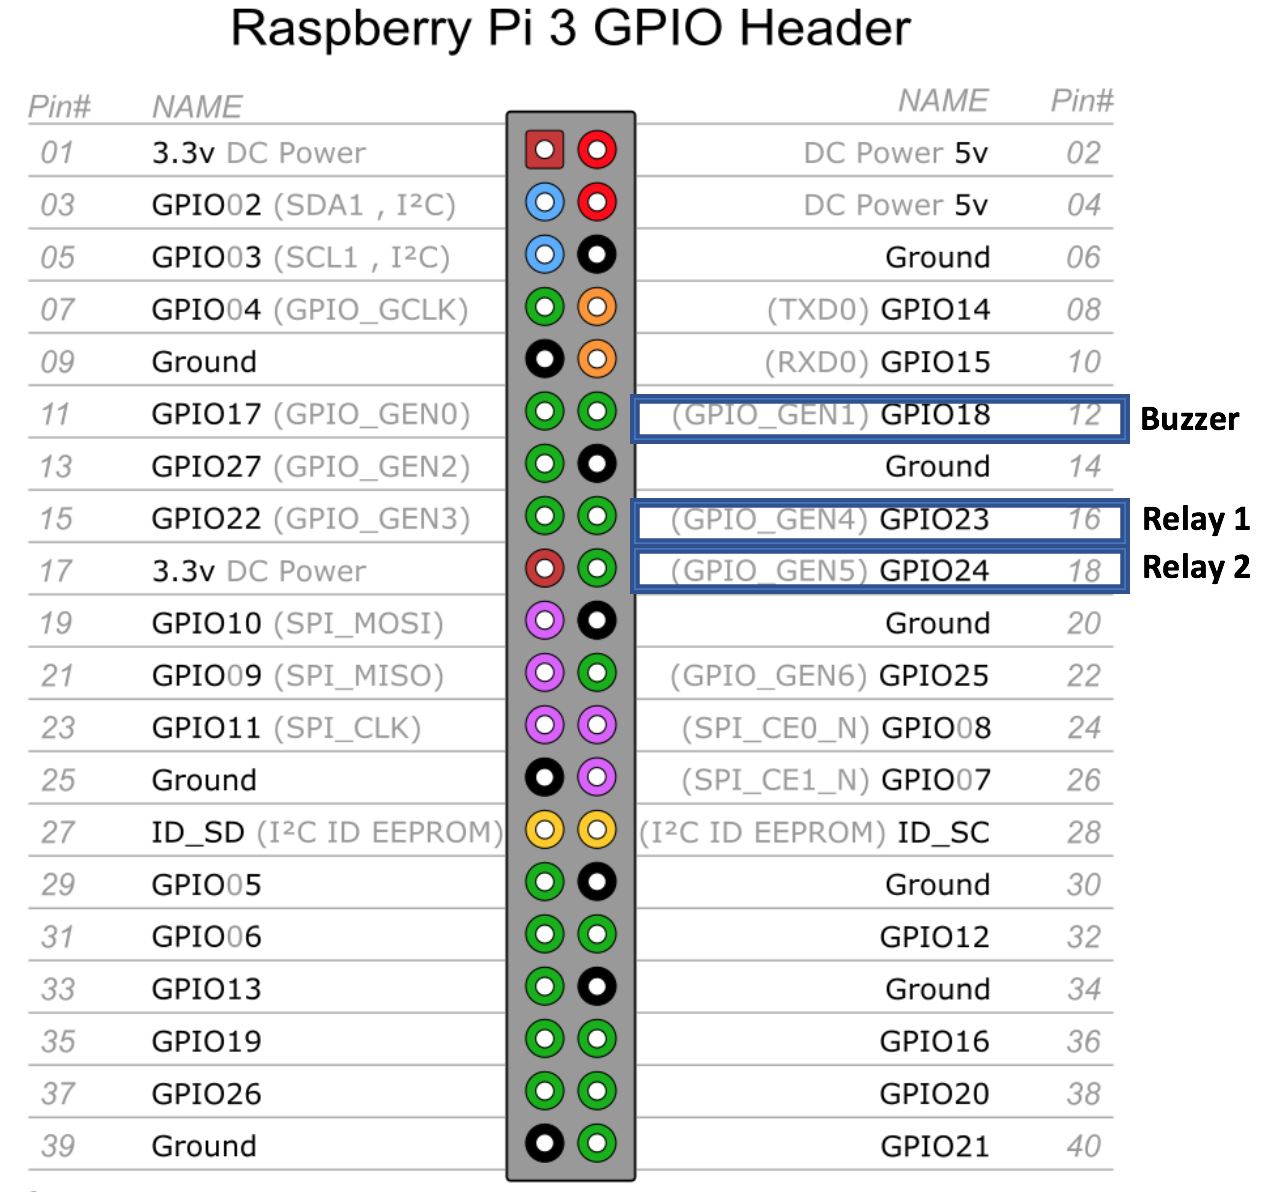 Raspberry Pi 3 GPIO Header
Pin# NAME NAME Pin#
01 3.3v DC Power DC Power 5v 02
03 GPIO02 (SDA1 , I²C) DC Power 5v 04
05 GPIO03 (SCL1 , I²C) Ground 06
07 GPIO04 (GPIO_GCLK) (TXD0) GPIO14 08
09 Ground (RXD0) GPIO15 10
11 GPIO17 (GPIO_GEN0) (GPIO_GEN1) GPIO18 12 Buzzer
13 GPIO27 (GPIO_GEN2) Ground 14
15 GPIO22 (GPIO_GEN3) (GPIO_GEN4) GPIO23 16 Relay 1
17 3.3v DC Power (GPIO_GEN5) GPIO24 18 Relay 2
19 GPIO10 (SPI_MOSI) Ground 20
21 GPIO09 (SPI_MISO) (GPIO_GEN6) GPIO25 22
23 GPIO11 (SPI_CLK) (SPI_CE0_N) GPIO08 24
25 Ground (SPI_CE1_N) GPIO07 26
27 ID_SD (I²C ID EEPROM) (I²C ID EEPROM) ID_SC 28
29 GPIO05 Ground 30
31 GPIO06 GPIO12 32
33 GPIO13 Ground 34
35 GPIO19 GPIO16 36
37 GPIO26 GPIO20 38
39 Ground GPIO21 40